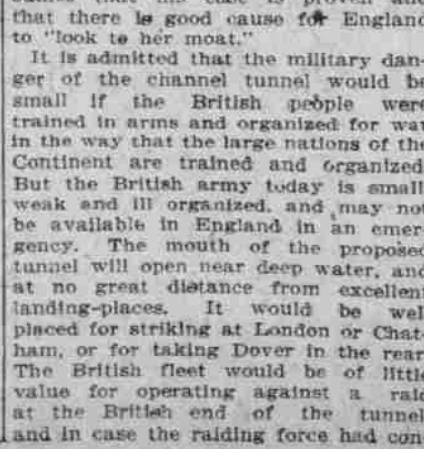 that there is good cause for England
to "look to her moat."
It is admitted that the military dan-
ger of the channel tunnel would be
small if the British people were
trained in arms and organized for war
in the way that the large nations of the
Continent are trained and organized
But the British army today is small
weak and ill organized, and may not
be available in England in an emer-
gency. The mouth of the proposed
tunnel will open near deep water, and
at no great distance from excellent
landing-places. It would be well
placed for striking at London or Chat-
ham, or for taking Dover in the rear
The British fleet would be of little
value for operating against a raid
at the British end of the tunnel
and in case the raiding force had con-